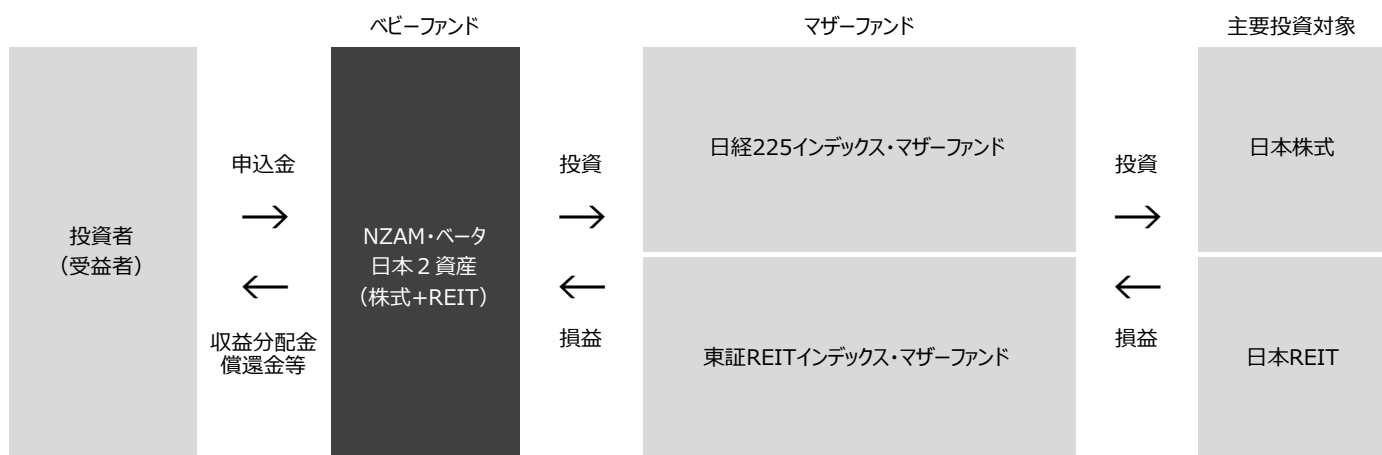 ベビーファンド
マザーファンド
主要投資対象
投資者
（受益者）
申込金
→
←
収益分配金
償還金等
NZAM・ベータ
日本２資産
（株式+REIT）
投資
→
←
損益
日経225インデックス・マザーファンド
東証REITインデックス・マザーファンド
投資
→
←
損益
日本株式
日本REIT